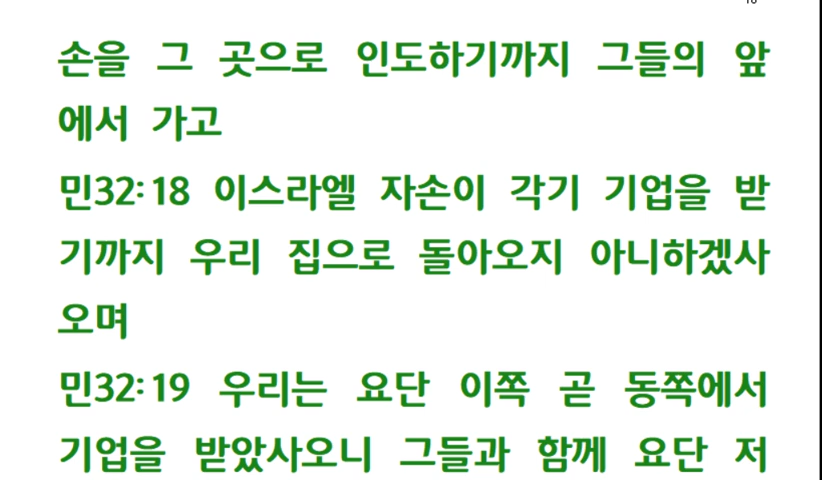 손을 그 곳으로 인도하기까지 그들의 앞
에서 가고
민32:18 이스라엘 자손이 각기 기업을 받
기까지 우리 집으로 돌아오지 아니하겠사
오며
민32:19 우리는 요단 이쪽 곧 동쪽에서
기업을 받았사오니 그들과 함께 요단 저